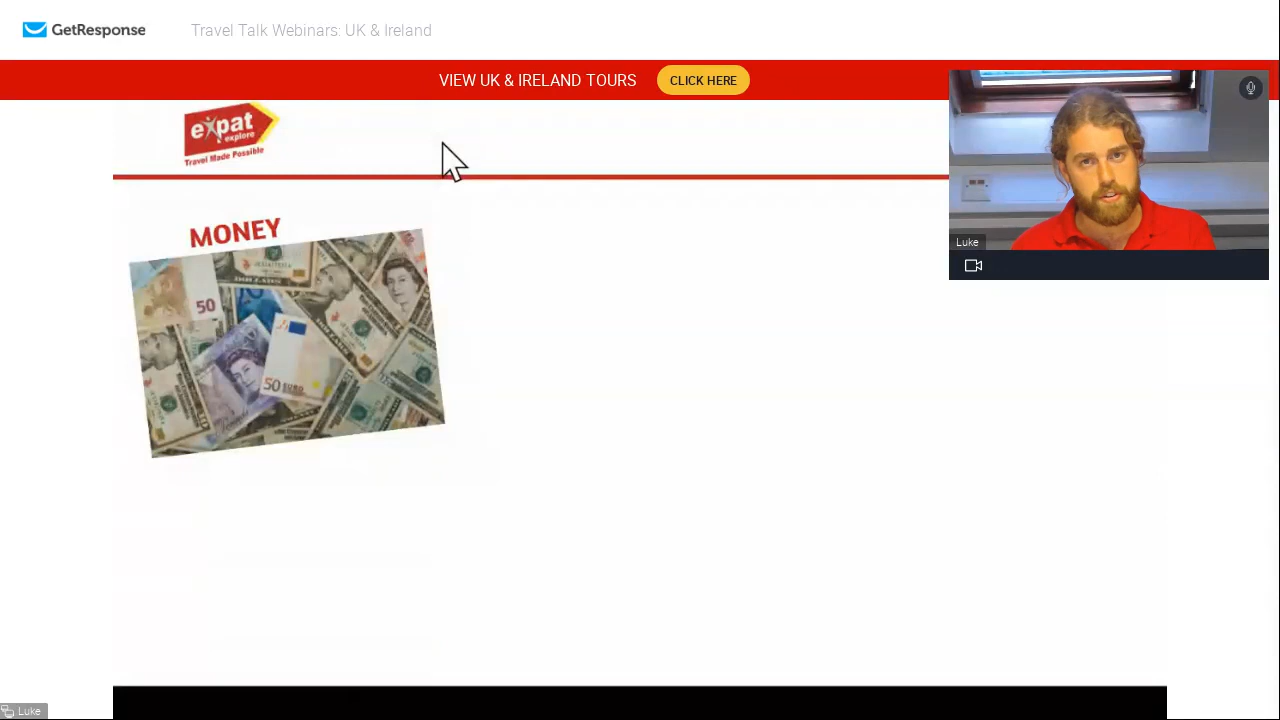 GetResponse
Travel Talk Webinars: UK & Ireland
VIEW UK & IRELAND TOURS
CLICK HERE
expat
explore
Travel Made Possible
Luke
MONEY
50
50 EURO
Luke